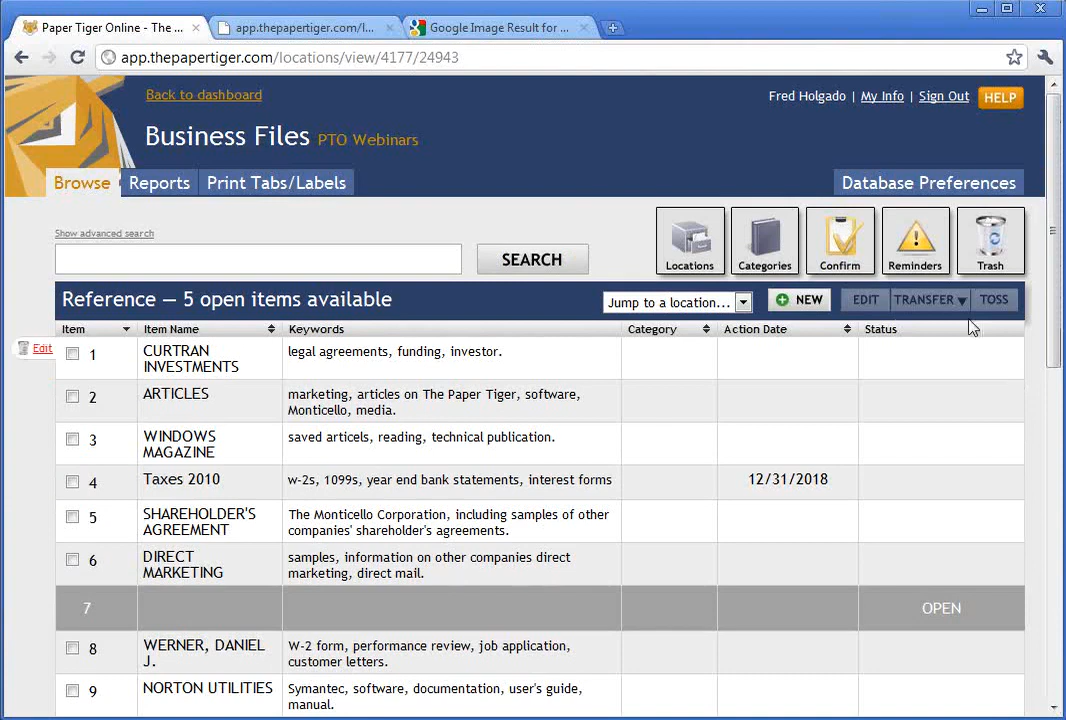 Paper Tiger Online - The ...
app.thepapertiger.com/l...
Google Image Result for ...
app.thepapertiger.com/locations/view/4177/24943
Back to dashboard
Fred Holgado | My Info | Sign Out HELP
Business Files PTO Webinars
Browse Reports Print Tabs/Labels Database Preferences
Show advanced search
SEARCH
Locations Categories Confirm Reminders Trash
Reference — 5 open items available Jump to a location... NEW EDIT TRANSFER TOSS
Item Item Name Keywords Category Action Date Status
Edit 1 CURTRAN INVESTMENTS legal agreements, funding, investor.
2 ARTICLES marketing, articles on The Paper Tiger, software,
Monticello, media.
3 WINDOWS MAGAZINE saved articels, reading, technical publication.
4 Taxes 2010 w-2s, 1099s, year end bank statements, interest forms 12/31/2018
5 SHAREHOLDER'S AGREEMENT The Monticello Corporation, including samples of other
companies' shareholder's agreements.
6 DIRECT MARKETING samples, information on other companies direct
marketing, direct mail.
7 OPEN
8 WERNER, DANIEL J. W-2 form, performance review, job application,
customer letters.
9 NORTON UTILITIES Symantec, software, documentation, user's guide,
manual.